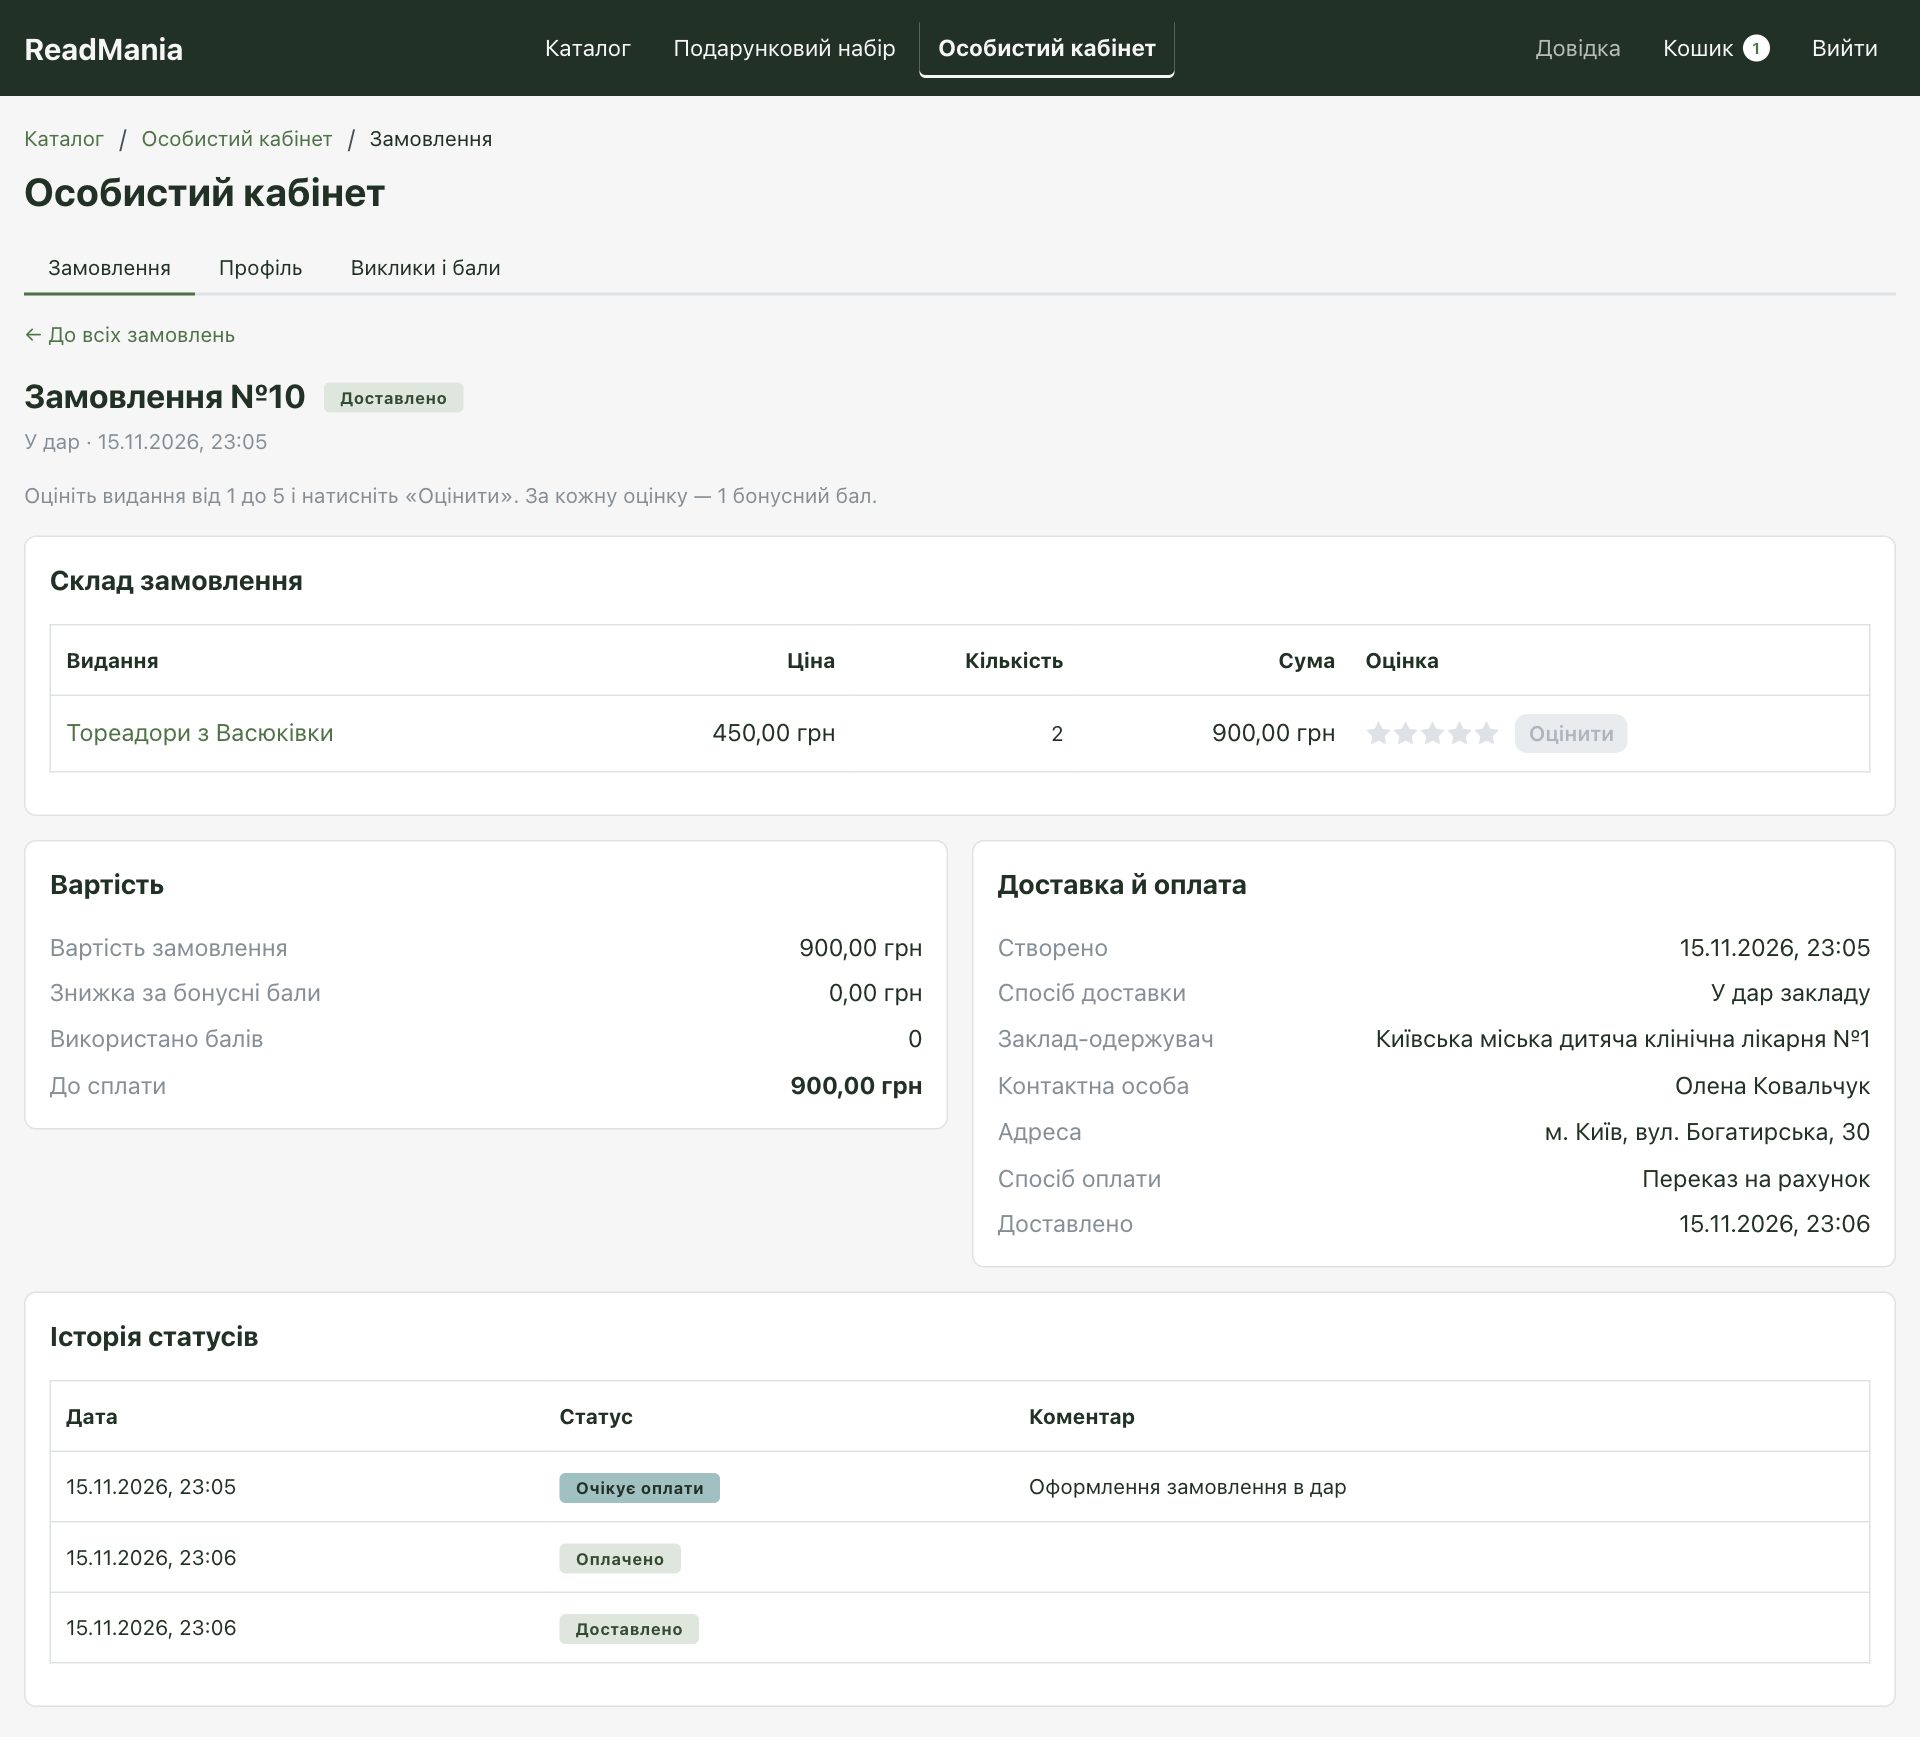 ReadMania Каталог Подарунковий набір Особистий кабінет Довідка Кошик 1 Вийти
Каталог / Особистий кабінет / Замовлення
Особистий кабінет
Замовлення Профіль Виклики і бали
← До всіх замовлень
Замовлення №10 Доставлено
У дар · 15.11.2026, 23:05
Оцініть видання від 1 до 5 і натисніть «Оцінити». За кожну оцінку — 1 бонусний бал.
Склад замовлення
Видання Ціна Кількість Сума Оцінка
Тореадори з Васюківки 450,00 грн 2 900,00 грн ★★★★★ Оцінити
Вартість
Вартість замовлення 900,00 грн
Знижка за бонусні бали 0,00 грн
Використано балів 0
До сплати 900,00 грн
Доставка й оплата
Створено 15.11.2026, 23:05
Спосіб доставки У дар закладу
Заклад-одержувач Київська міська дитяча клінічна лікарня №1
Контактна особа Олена Ковальчук
Адреса м. Київ, вул. Богатирська, 30
Спосіб оплати Переказ на рахунок
Доставлено 15.11.2026, 23:06
Історія статусів
Дата Статус Коментар
15.11.2026, 23:05 Очікує оплати Оформлення замовлення в дар
15.11.2026, 23:06 Оплачено
15.11.2026, 23:06 Доставлено